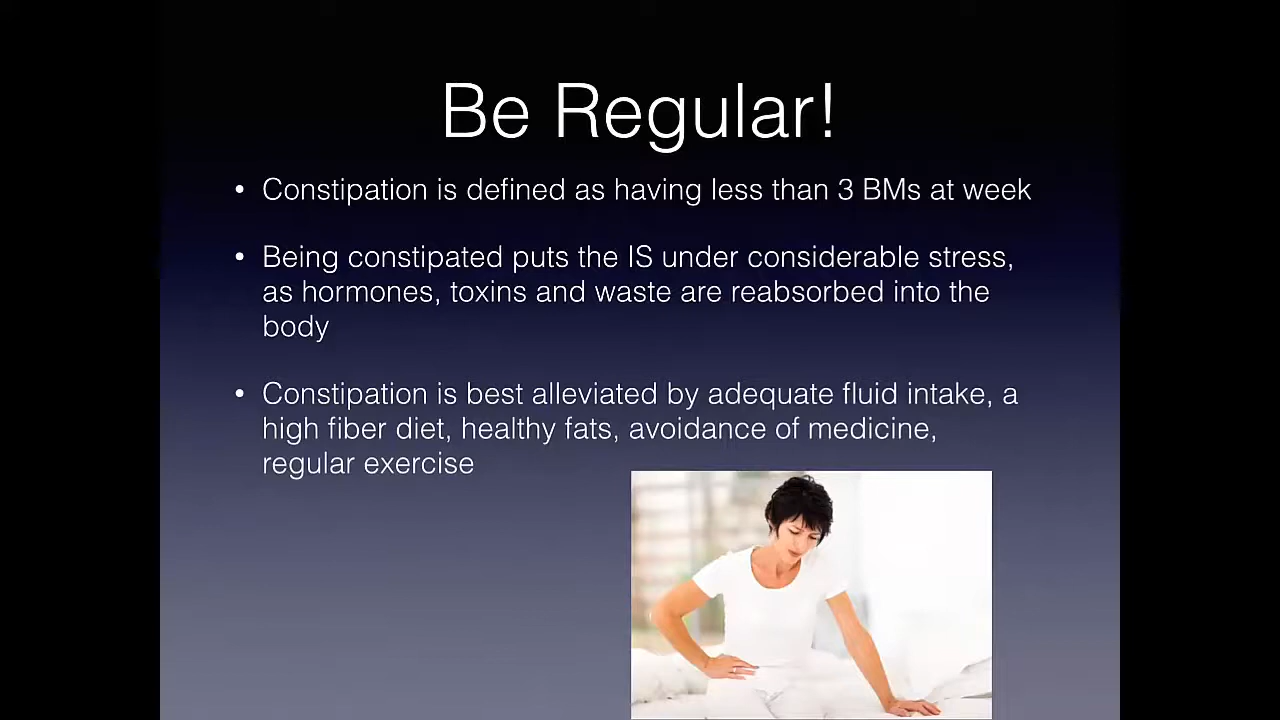 Be Regular!
• Constipation is defined as having less than 3 BMs at week
• Being constipated puts the IS under considerable stress,
as hormones, toxins and waste are reabsorbed into the
body
• Constipation is best alleviated by adequate fluid intake, a
high fiber diet, healthy fats, avoidance of medicine,
regular exercise